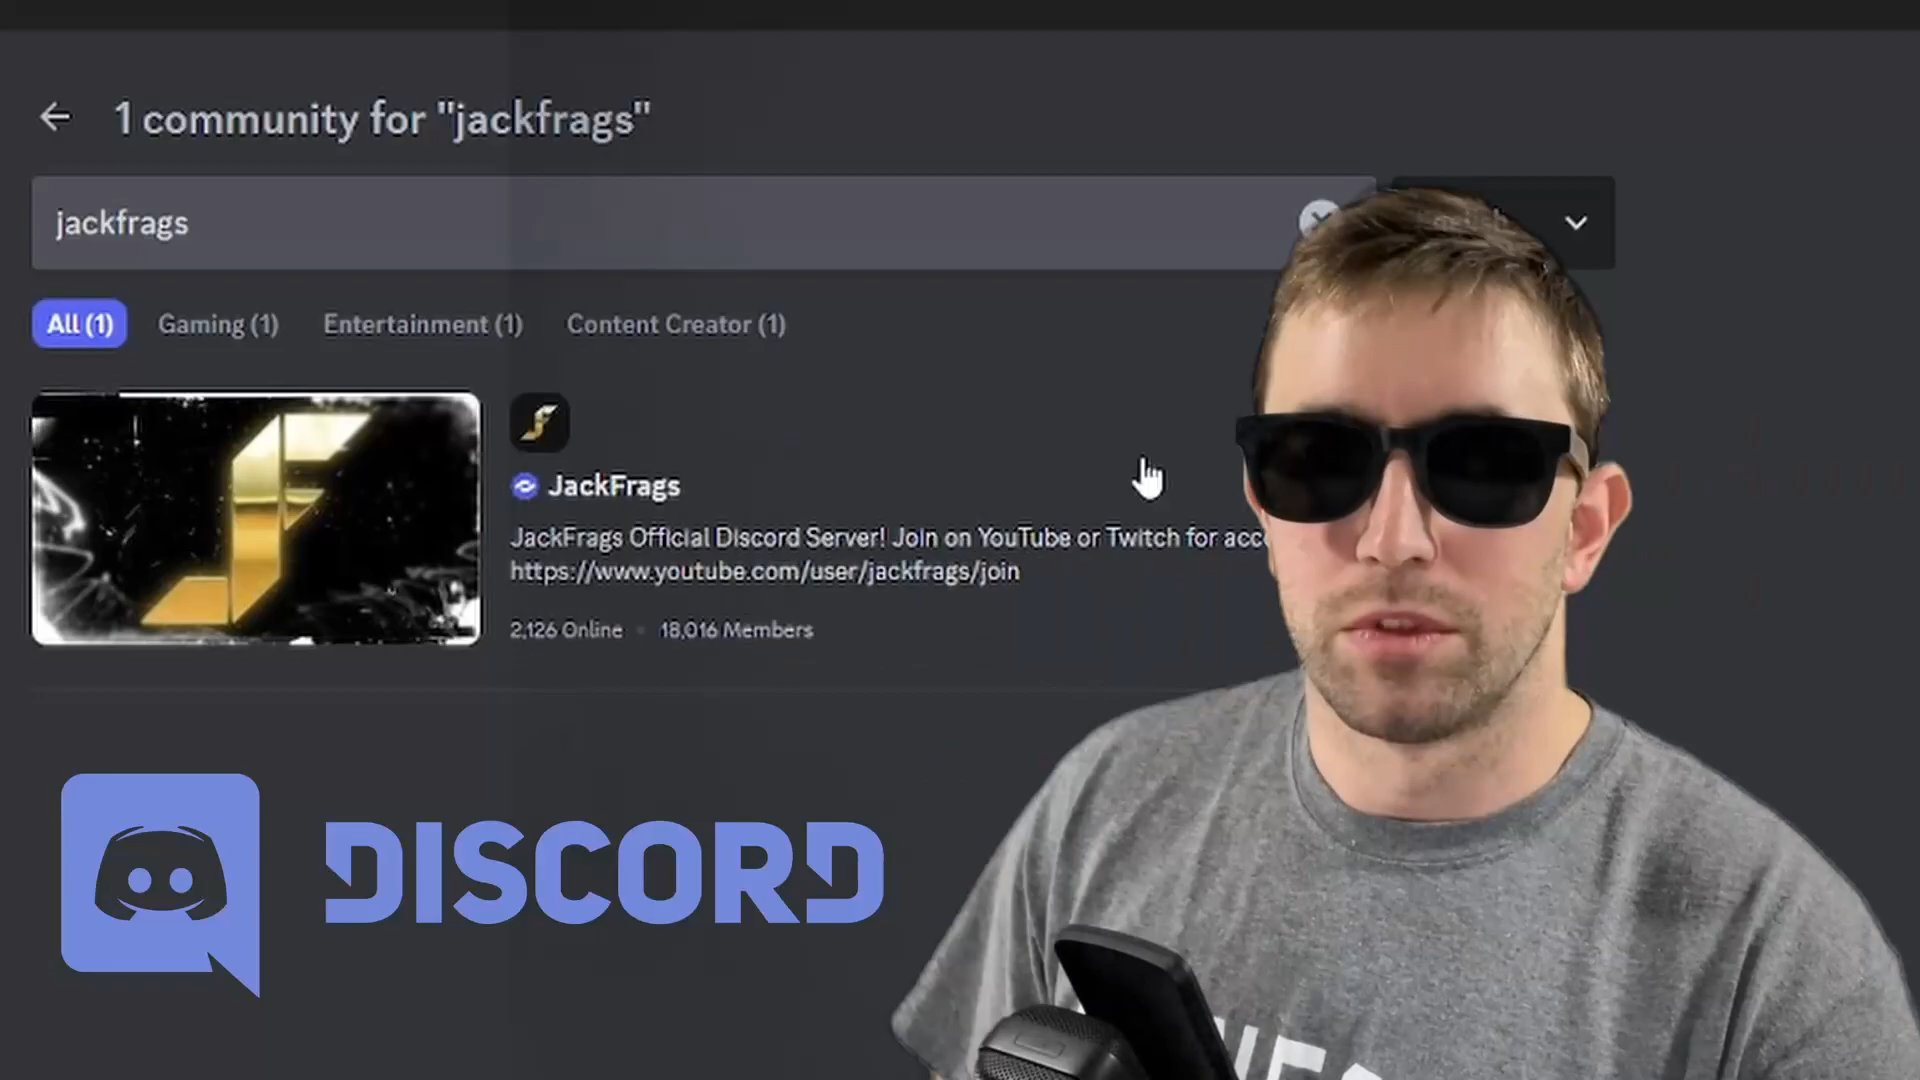 1 community for "jackfrags"
jackfrags
All (1) Gaming (1) Entertainment (1) Content Creator (1)
JackFrags
JackFrags Official Discord Server! Join on YouTube or Twitch for
https://www.youtube.com/user/jackfrags/join
2,126 Online • 18,016 Members
DISCORD